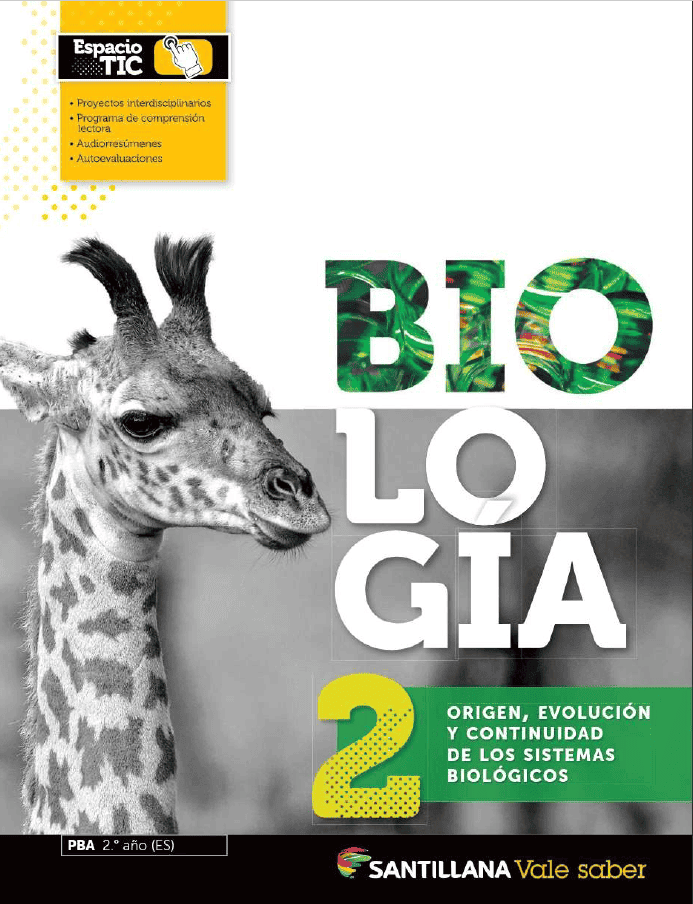 Espacio
TIC
• Proyectos interdisciplinarios
• Programa de comprensión
lectora
• Audiorresúmenes
• Autoevaluaciones
BIO
LO
GÍA
2
ORIGEN, EVOLUCIÓN
Y CONTINUIDAD
DE LOS SISTEMAS
BIOLÓGICOS
PBA 2.º año (ES)
SANTILLANA Vale saber